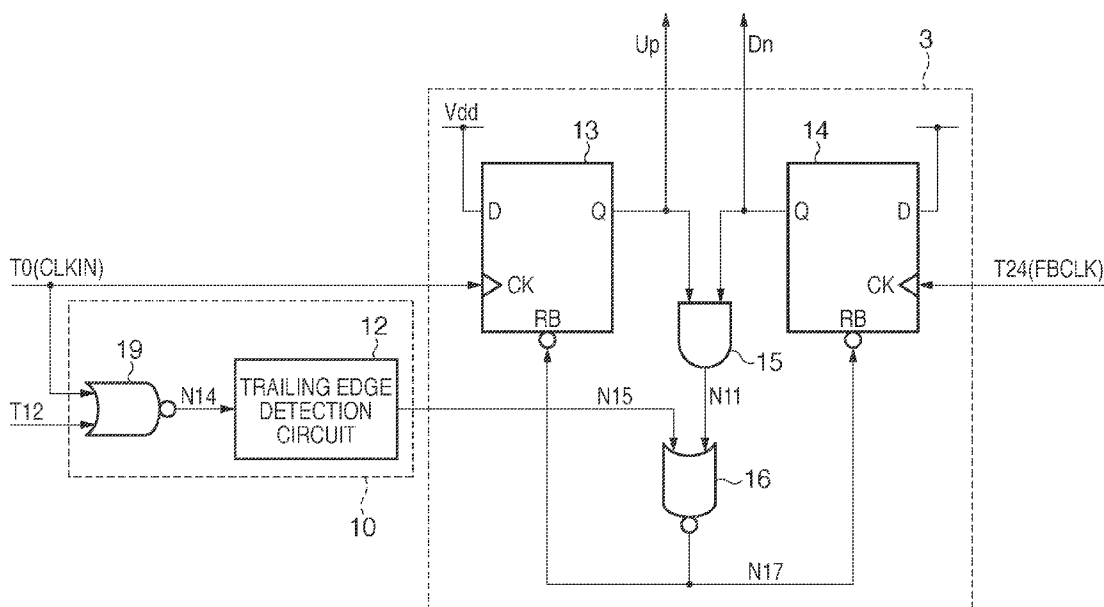 Up
Dn
3
Vdd
13
14
D
Q
Q
D
T0(CLKIN)
CK
CK
T24(FBCLK)
RB
RB
12
19
15
TRAILING EDGE
DETECTION
CIRCUIT
N14
N15
N11
T12
16
10
N17